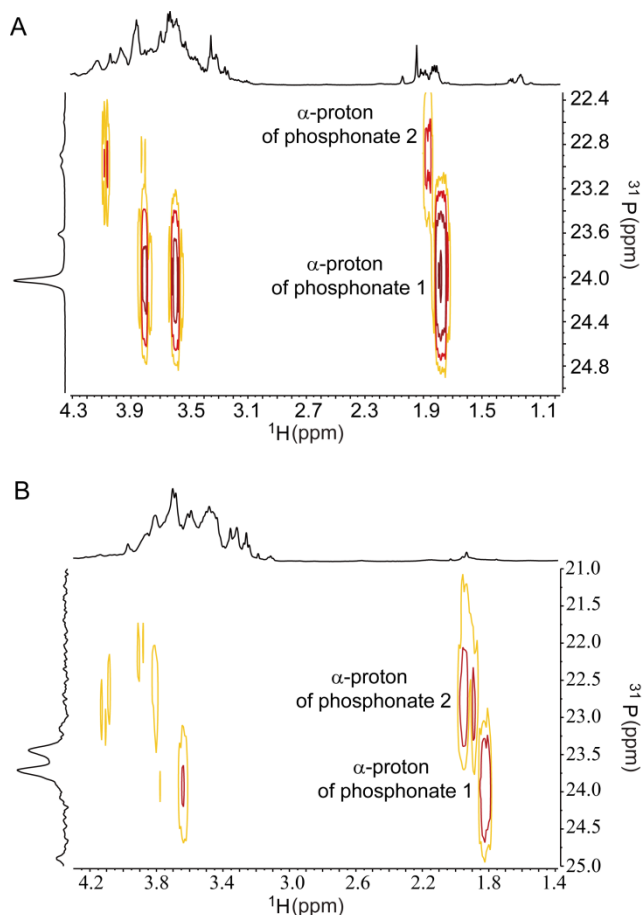 A
α-proton
of phosphonate 2
α-proton
of phosphonate 1
22.4
22.8
23.2
23.6
24.0
24.4
24.8
31P (ppm)
4.3 3.9 3.5 3.1 2.7 2.3 1.9 1.5 1.1
1H (ppm)
B
α-proton
of phosphonate 2
α-proton
of phosphonate 1
21.0
21.5
22.0
22.5
23.0
23.5
24.0
24.5
25.0
31P (ppm)
4.2 3.8 3.4 3.0 2.6 2.2 1.8 1.4
1H (ppm)